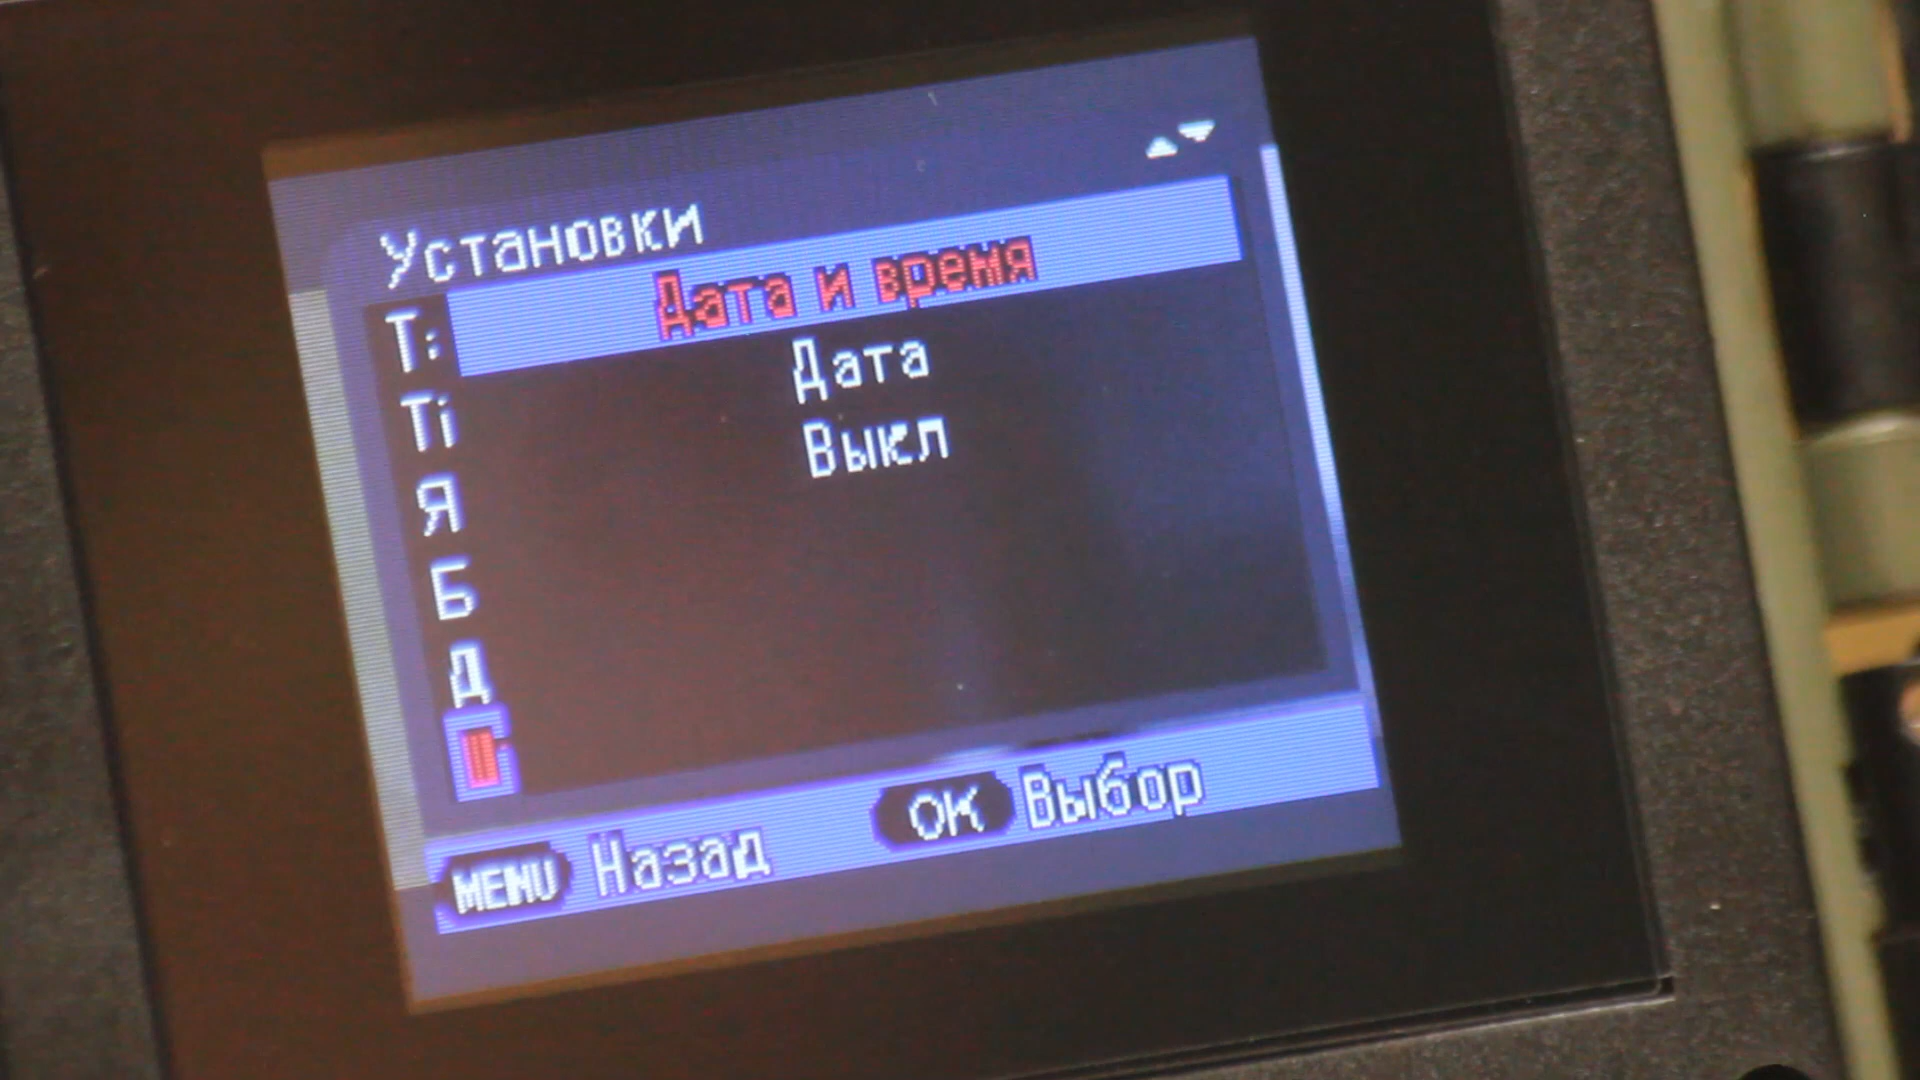 Установки
Т: Дата и время
Ti Дата
Я Выкл
Б
Д
MENU Назад OK Выбор